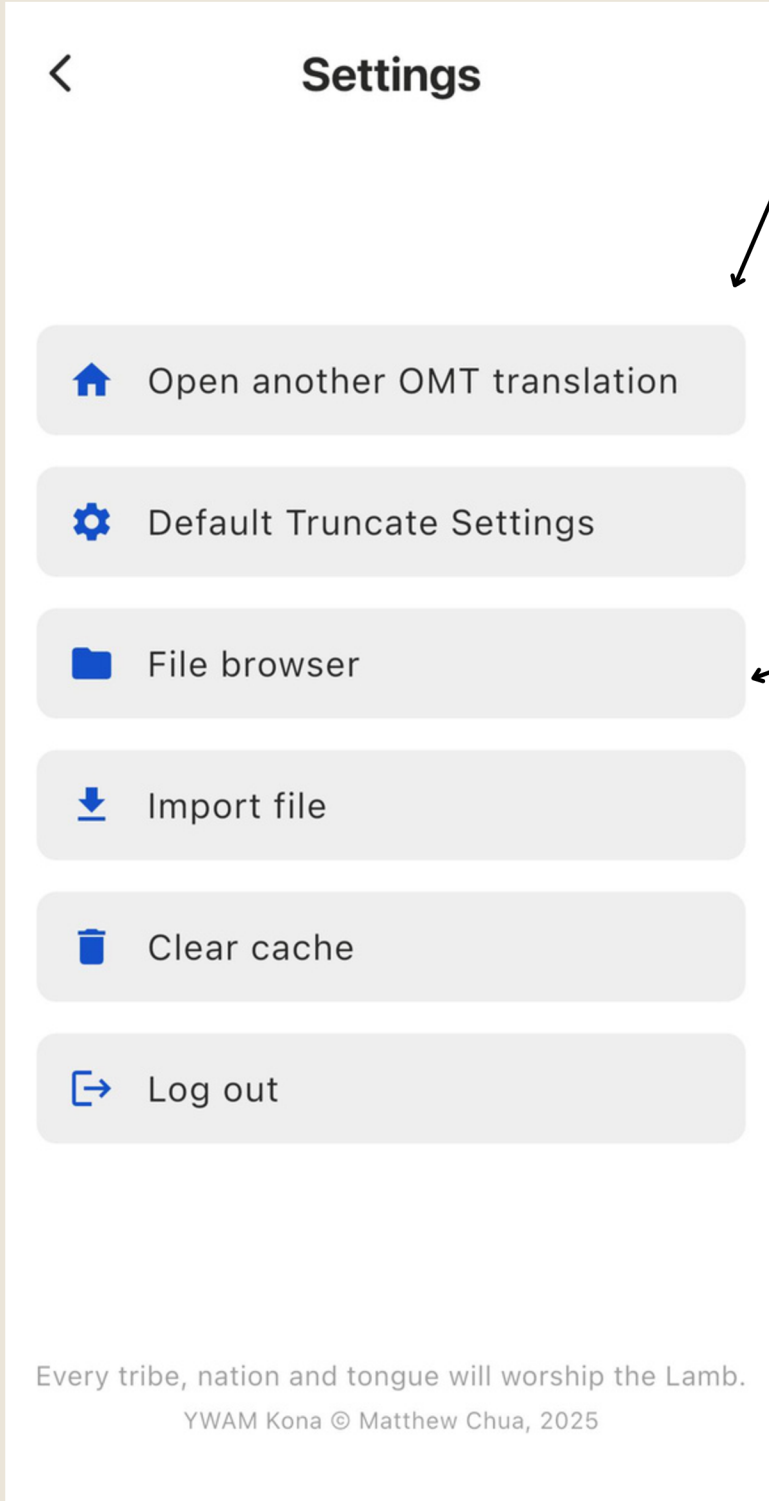 Settings
Open another OMT translation
Default Truncate Settings
File browser
Import file
Clear cache
Log out
Every tribe, nation and tongue will worship the Lamb.
YWAM Kona © Matthew Chua, 2025